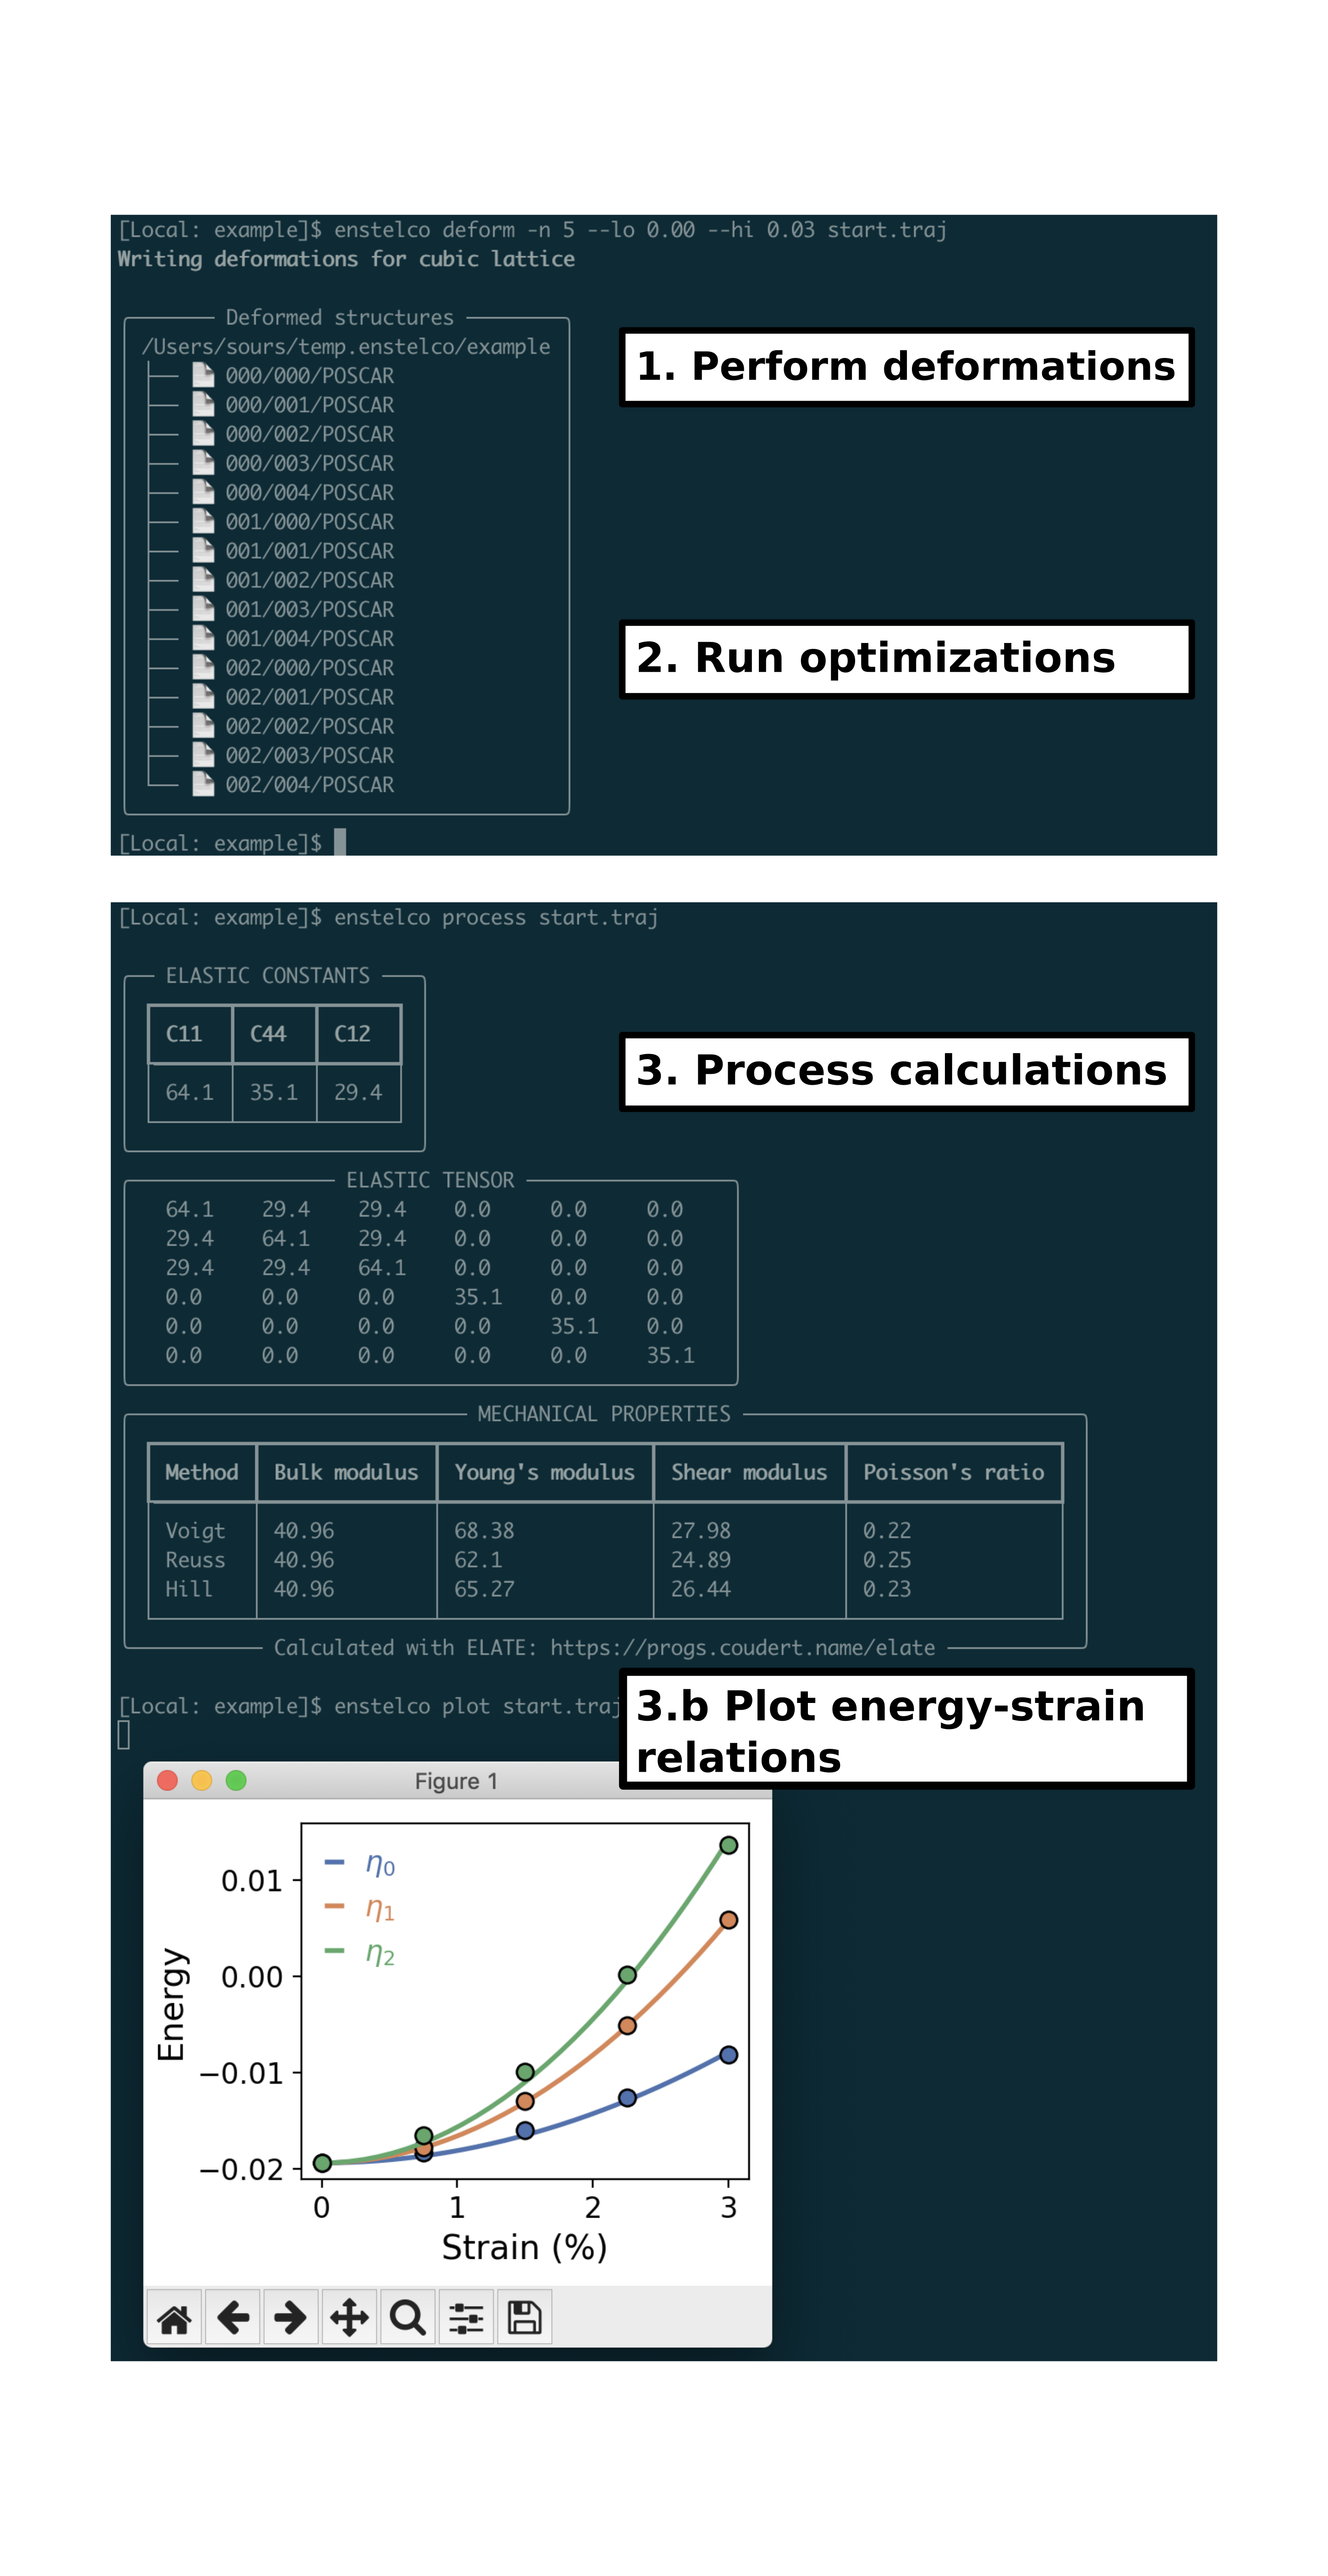 [Local: example]$ enstelco deform -n 5 --lo 0.00 --hi 0.03 start.traj
Writing deformations for cubic lattice
Deformed structures
/Users/sours/temp.enstelco/example
000/000/POSCAR
000/001/POSCAR
000/002/POSCAR
000/003/POSCAR
000/004/POSCAR
001/000/POSCAR
001/001/POSCAR
001/002/POSCAR
001/003/POSCAR
001/004/POSCAR
002/000/POSCAR
002/001/POSCAR
002/002/POSCAR
002/003/POSCAR
002/004/POSCAR
[Local: example]$
1. Perform deformations
2. Run optimizations
[Local: example]$ enstelco process start.traj
ELASTIC CONSTANTS
C11 C44 C12
64.1 35.1 29.4
3. Process calculations
ELASTIC TENSOR
64.1 29.4 29.4 0.0 0.0 0.0
29.4 64.1 29.4 0.0 0.0 0.0
29.4 29.4 64.1 0.0 0.0 0.0
0.0 0.0 0.0 35.1 0.0 0.0
0.0 0.0 0.0 0.0 35.1 0.0
0.0 0.0 0.0 0.0 0.0 35.1
MECHANICAL PROPERTIES
Method Bulk modulus Young's modulus Shear modulus Poisson's ratio
Voigt 40.96 68.38 27.98 0.22
Reuss 40.96 62.1 24.89 0.25
Hill 40.96 65.27 26.44 0.23
Calculated with ELATE: https://progs.coudert.name/elate
[Local: example]$ enstelco plot start.traj
3.b Plot energy-strain
relations
Figure 1
η0
η1
η2
0.01
0.00
−0.01
−0.02
Energy
0 1 2 3
Strain (%)